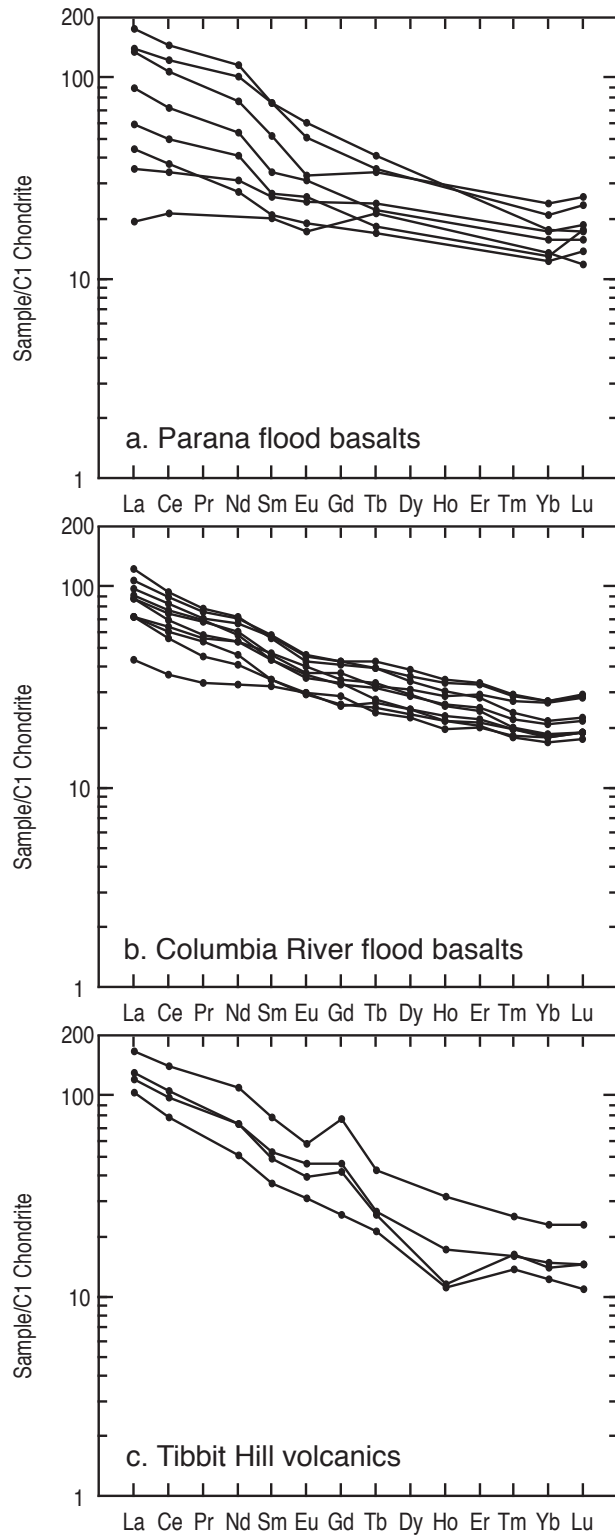 200
100
10
1
Sample/C1 Chondrite
a. Parana flood basalts
La Ce Pr Nd Sm Eu Gd Tb Dy Ho Er Tm Yb Lu
200
100
10
1
Sample/C1 Chondrite
b. Columbia River flood basalts
La Ce Pr Nd Sm Eu Gd Tb Dy Ho Er Tm Yb Lu
200
100
10
1
Sample/C1 Chondrite
c. Tibbit Hill volcanics
La Ce Pr Nd Sm Eu Gd Tb Dy Ho Er Tm Yb Lu